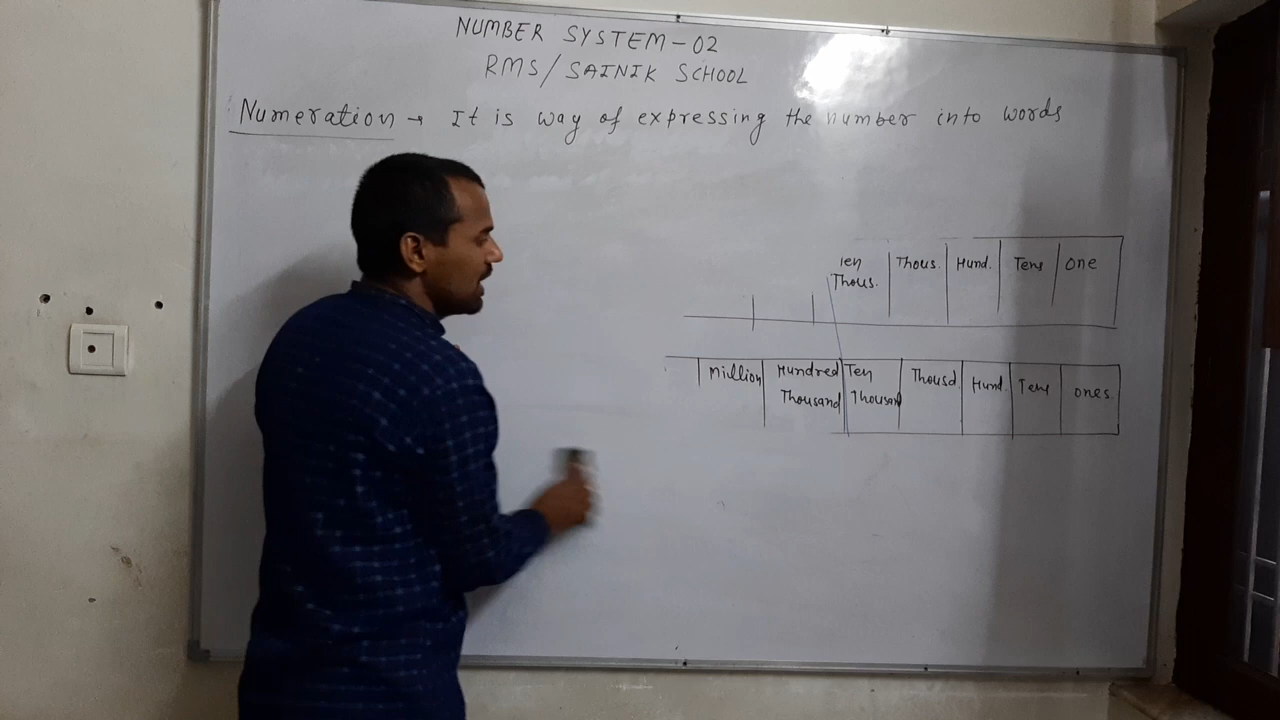 NUMBER SYSTEM-02
RMS/SAINIK SCHOOL
Numeration → It is way of expressing the number into words
Ten Thous. Thous. Hund. Tens One
Million Hundred Thousand Ten Thousand Thousd. Hund. Tens ones.